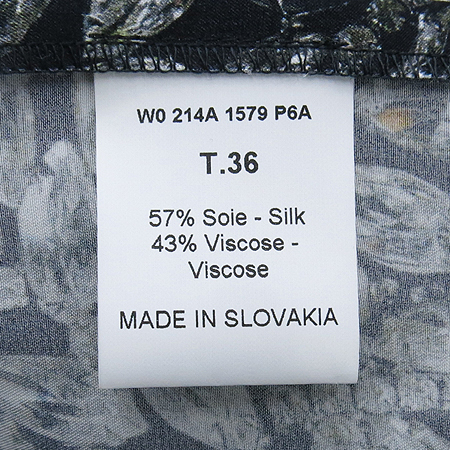 W0 214A 1579 P6A
T.36
57% Soie - Silk
43% Viscose -
Viscose
MADE IN SLOVAKIA